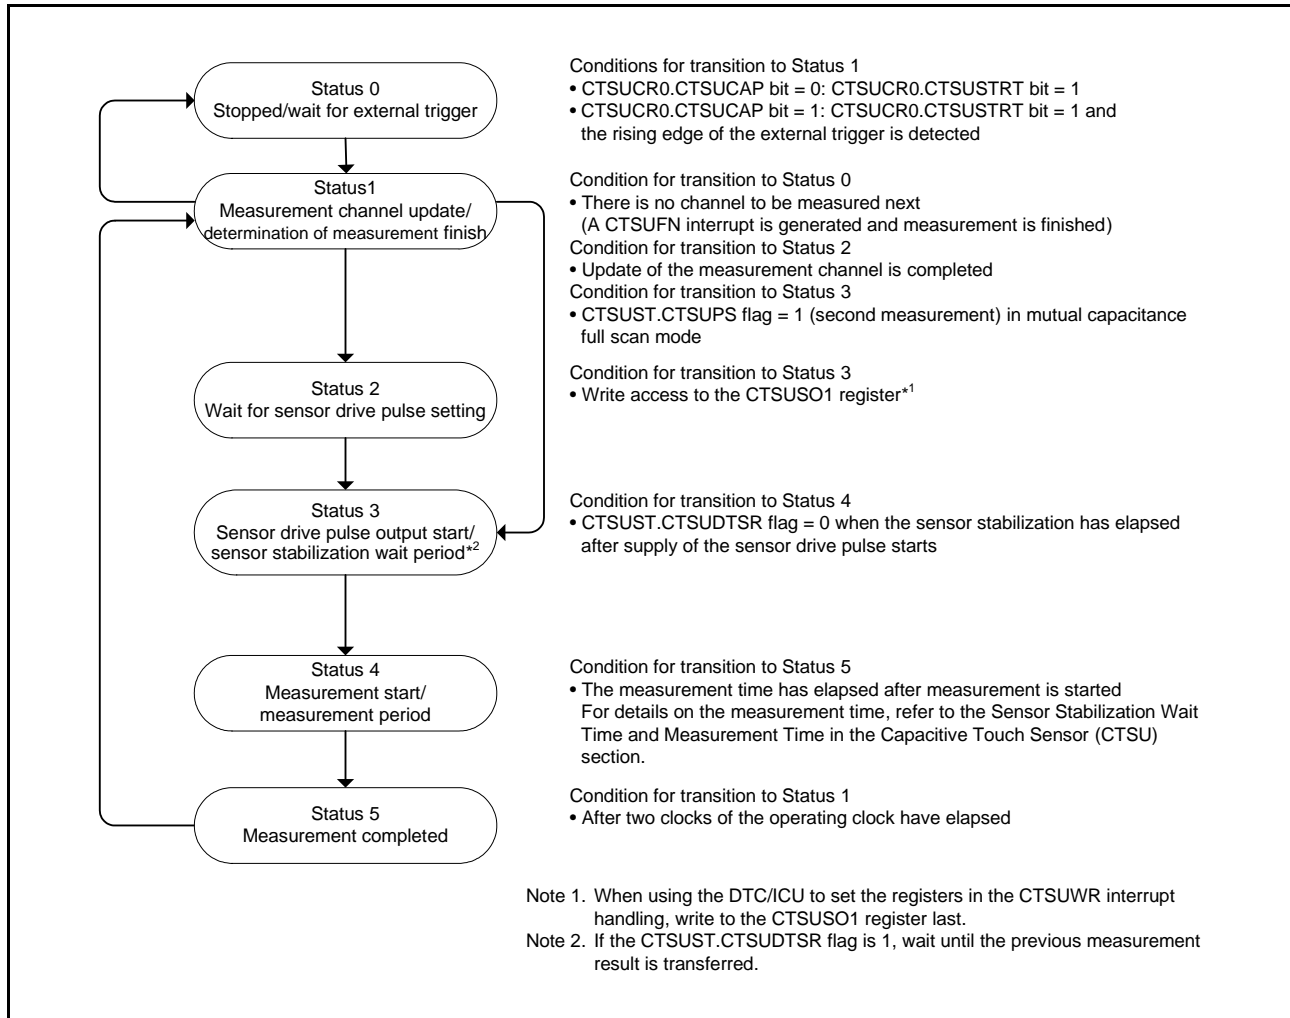 Status 0
Stopped/wait for external trigger
Conditions for transition to Status 1
• CTSUCR0.CTSUCAP bit = 0: CTSUCR0.CTSUSTRT bit = 1
• CTSUCR0.CTSUCAP bit = 1: CTSUCR0.CTSUSTRT bit = 1 and
the rising edge of the external trigger is detected
Status1
Measurement channel update/
determination of measurement finish
Condition for transition to Status 0
• There is no channel to be measured next
(A CTSUFN interrupt is generated and measurement is finished)
Condition for transition to Status 2
• Update of the measurement channel is completed
Condition for transition to Status 3
• CTSUST.CTSUPS flag = 1 (second measurement) in mutual capacitance
full scan mode
Status 2
Wait for sensor drive pulse setting
Condition for transition to Status 3
• Write access to the CTSUSO1 register*1
Status 3
Sensor drive pulse output start/
sensor stabilization wait period*2
Condition for transition to Status 4
• CTSUST.CTSUDTSR flag = 0 when the sensor stabilization has elapsed
after supply of the sensor drive pulse starts
Status 4
Measurement start/
measurement period
Condition for transition to Status 5
• The measurement time has elapsed after measurement is started
For details on the measurement time, refer to the Sensor Stabilization Wait
Time and Measurement Time in the Capacitive Touch Sensor (CTSU)
section.
Status 5
Measurement completed
Condition for transition to Status 1
• After two clocks of the operating clock have elapsed
Note 1. When using the DTC/ICU to set the registers in the CTSUWR interrupt
handling, write to the CTSUSO1 register last.
Note 2. If the CTSUST.CTSUDTSR flag is 1, wait until the previous measurement
result is transferred.